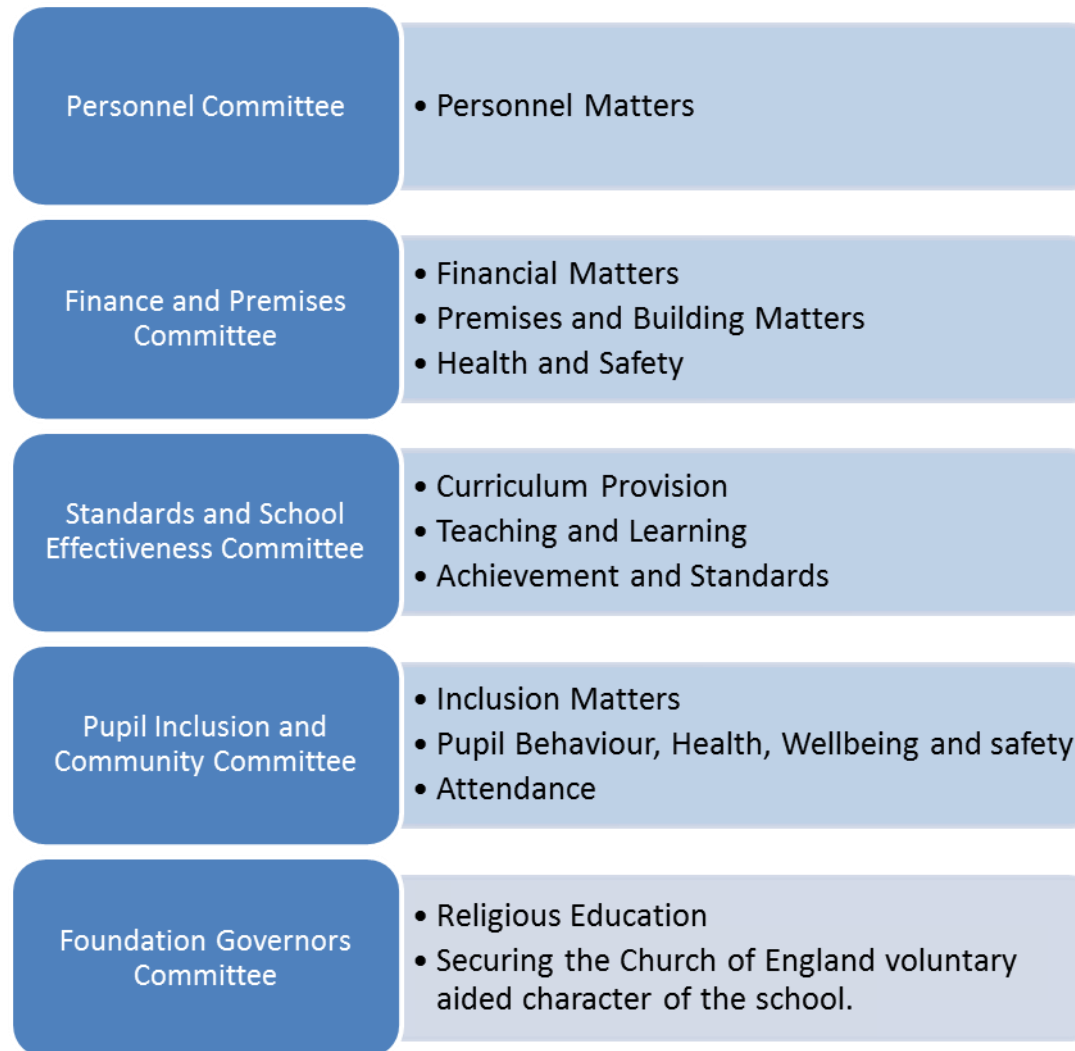 Personnel Committee
• Personnel Matters
Finance and Premises
Committee
• Financial Matters
• Premises and Building Matters
• Health and Safety
Standards and School
Effectiveness Committee
• Curriculum Provision
• Teaching and Learning
• Achievement and Standards
Pupil Inclusion and
Community Committee
• Inclusion Matters
• Pupil Behaviour, Health, Wellbeing and safety
• Attendance
Foundation Governors
Committee
• Religious Education
• Securing the Church of England voluntary
aided character of the school.